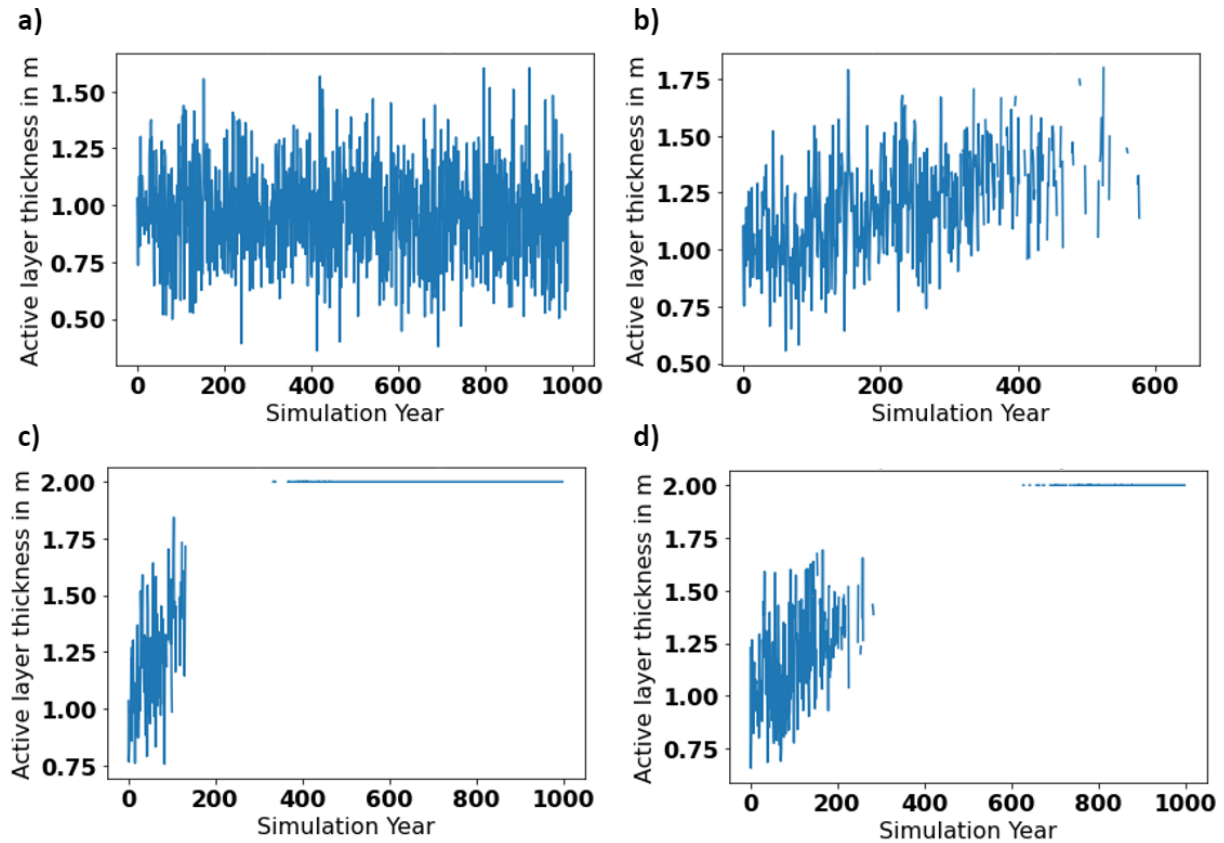 a)
Active layer thickness in m
1.50
1.25
1.00
0.75
0.50
0 200 400 600 800 1000
Simulation Year
b)
Active layer thickness in m
1.75
1.50
1.25
1.00
0.75
0.50
0 200 400 600
Simulation Year
c)
Active layer thickness in m
2.00
1.75
1.50
1.25
1.00
0.75
0 200 400 600 800 1000
Simulation Year
d)
Active layer thickness in m
2.00
1.75
1.50
1.25
1.00
0.75
0 200 400 600 800 1000
Simulation Year